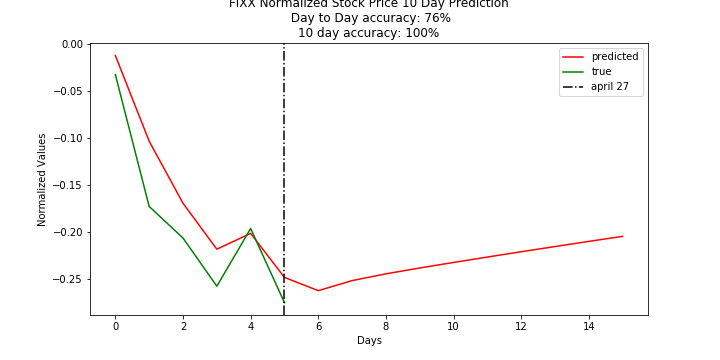 FIXX Normalized Stock Price 10 Day Prediction
Day to Day accuracy: 76%
10 day accuracy: 100%
predicted
true
april 27
Normalized Values
0.00
−0.05
−0.10
−0.15
−0.20
−0.25
0 2 4 6 8 10 12 14
Days